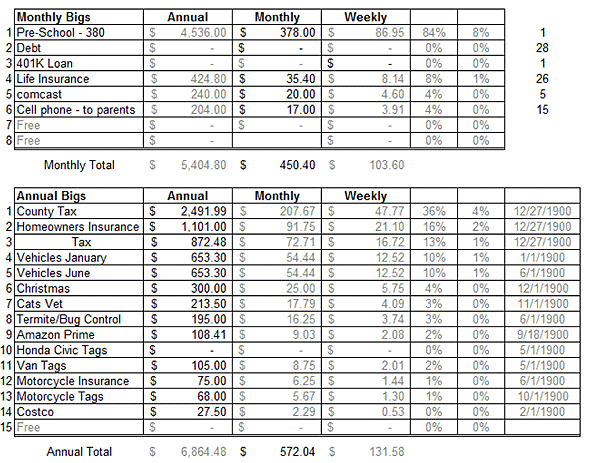 Monthly Bigs Annual Monthly Weekly
1 Pre-School - 380 $ 4,536.00 $ 378.00 $ 86.95 84% 8% 1
2 Debt $ - $ - $ - 0% 0% 28
3 401K Loan $ - $ - $ - 0% 0% 1
4 Life Insurance $ 424.80 $ 35.40 $ 8.14 8% 1% 26
5 comcast $ 240.00 $ 20.00 $ 4.60 4% 0% 5
6 Cell phone - to parents $ 204.00 $ 17.00 $ 3.91 4% 0% 15
7 Free $ - $ - $ - 0% 0%
8 Free $ - $ - 0% 0%
Monthly Total $ 5,404.80 $ 450.40 $ 103.60
Annual Bigs Annual Monthly Weekly
1 County Tax $ 2,491.99 $ 207.67 $ 47.77 36% 4% 12/27/1900
2 Homeowners Insurance $ 1,101.00 $ 91.75 $ 21.10 16% 2% 12/27/1900
3 Tax $ 872.48 $ 72.71 $ 16.72 13% 1% 12/27/1900
4 Vehicles January $ 653.30 $ 54.44 $ 12.52 10% 1% 1/1/1900
5 Vehicles June $ 653.30 $ 54.44 $ 12.52 10% 1% 6/1/1900
6 Christmas $ 300.00 $ 25.00 $ 5.75 4% 0% 12/1/1900
7 Cats Vet $ 213.50 $ 17.79 $ 4.09 3% 0% 11/1/1900
8 Termite/Bug Control $ 195.00 $ 16.25 $ 3.74 3% 0% 6/1/1900
9 Amazon Prime $ 108.41 $ 9.03 $ 2.08 2% 0% 9/18/1900
10 Honda Civic Tags $ - $ - $ - 0% 0% 5/1/1900
11 Van Tags $ 105.00 $ 8.75 $ 2.01 2% 0% 5/1/1900
12 Motorcycle Insurance $ 75.00 $ 6.25 $ 1.44 1% 0% 6/1/1900
13 Motorcycle Tags $ 68.00 $ 5.67 $ 1.30 1% 0% 10/1/1900
14 Costco $ 27.50 $ 2.29 $ 0.53 0% 0% 2/1/1900
15 Free $ - $ - $ - 0% 0%
Annual Total $ 6,864.48 $ 572.04 $ 131.58